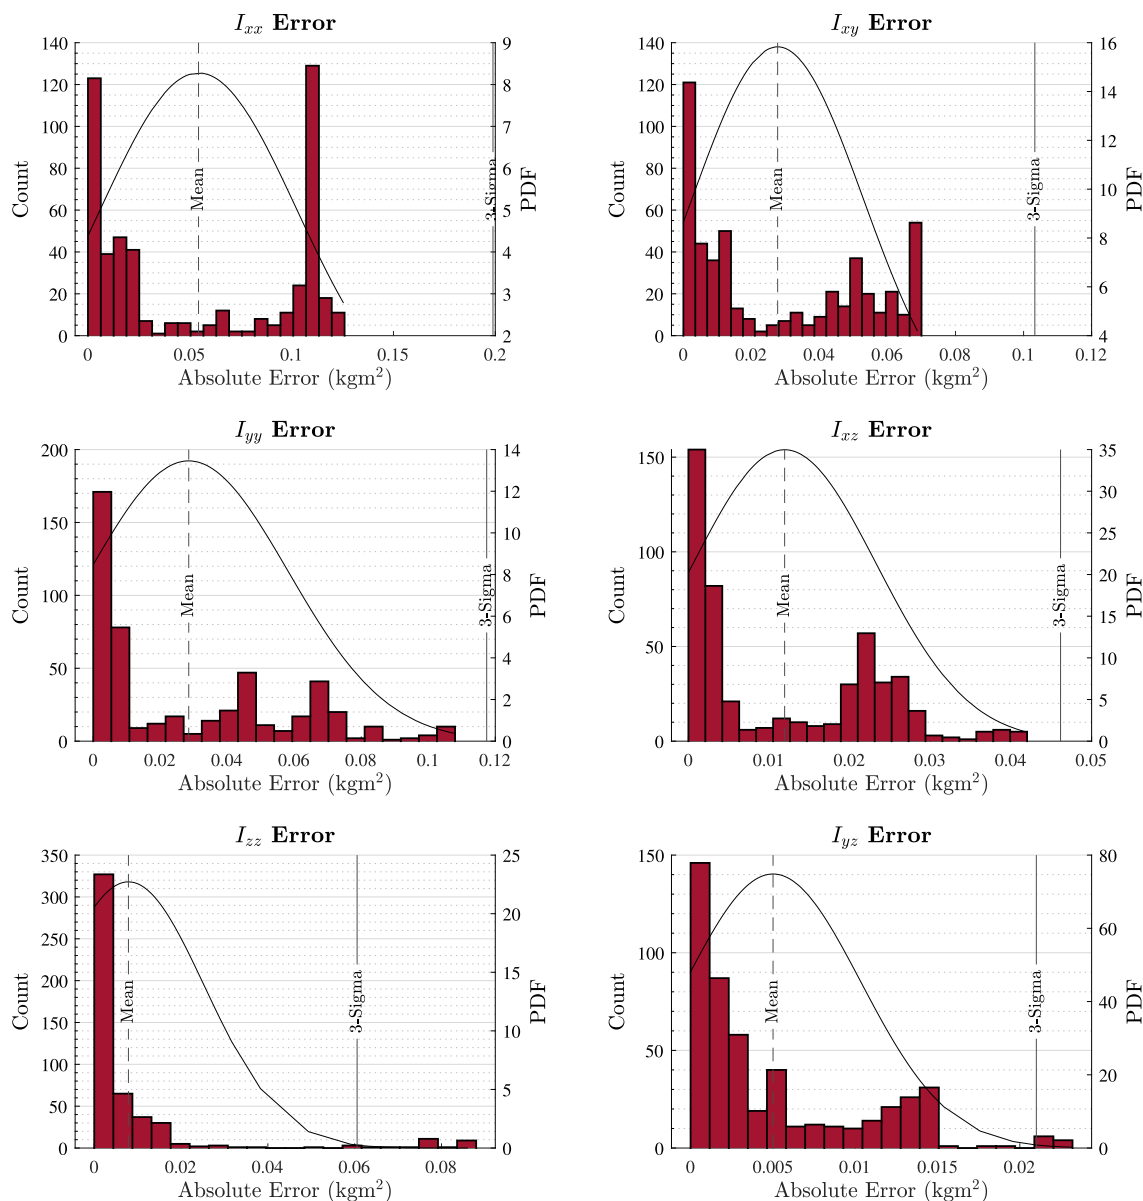 I_xx Error
140
120
100
80
60
40
20
0
9
8
7
6
5
4
3
2
Count
PDF
Mean
3-Sigma
0 0.05 0.1 0.15 0.2
Absolute Error (kgm²)
I_xy Error
140
120
100
80
60
40
20
0
16
14
12
10
8
6
4
Count
PDF
Mean
3-Sigma
0 0.02 0.04 0.06 0.08 0.1 0.12
Absolute Error (kgm²)
I_yy Error
200
150
100
50
0
14
12
10
8
6
4
2
0
Count
PDF
Mean
3-Sigma
0 0.02 0.04 0.06 0.08 0.1 0.12
Absolute Error (kgm²)
I_xz Error
150
100
50
0
35
30
25
20
15
10
5
0
Count
PDF
Mean
3-Sigma
0 0.01 0.02 0.03 0.04 0.05
Absolute Error (kgm²)
I_zz Error
350
300
250
200
150
100
50
0
25
20
15
10
5
0
Count
PDF
Mean
3-Sigma
0 0.02 0.04 0.06 0.08
Absolute Error (kgm²)
I_yz Error
150
100
50
0
80
60
40
20
0
Count
PDF
Mean
3-Sigma
0 0.005 0.01 0.015 0.02
Absolute Error (kgm²)